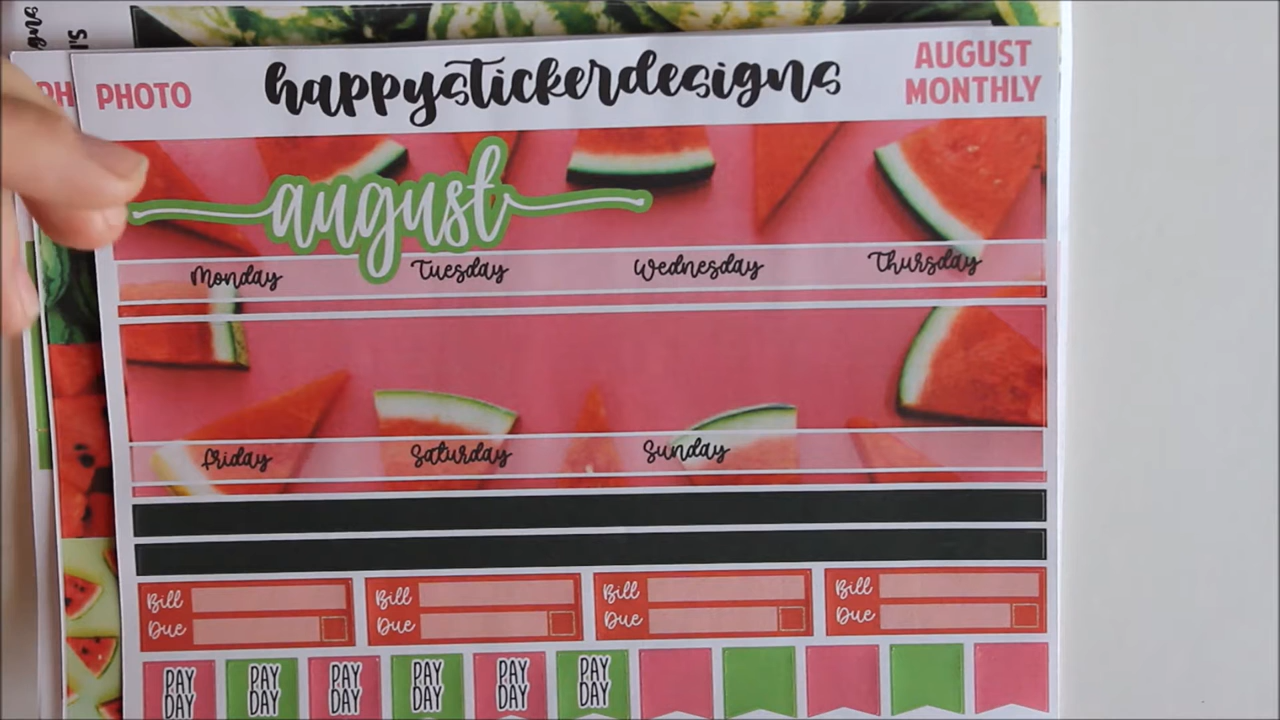 PHOTO
happystickerdesigns
AUGUST
MONTHLY
PH
august
Monday Tuesday Wednesday Thursday
Friday Saturday Sunday
Bill Bill Bill Bill
Due Due Due Due
PAY PAY PAY PAY PAY PAY
DAY DAY DAY DAY DAY DAY